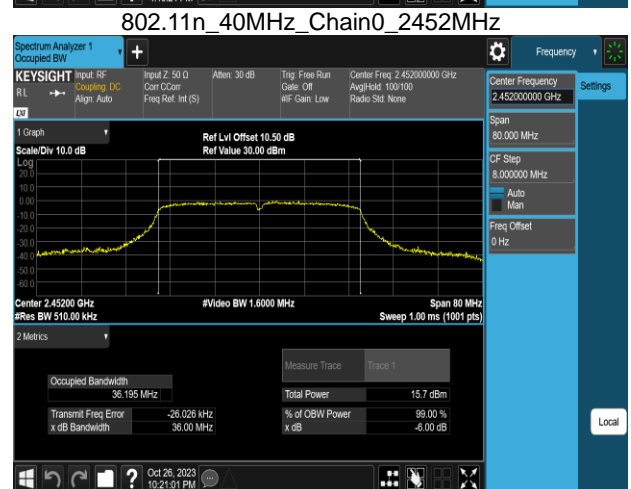 802.11n_40MHz_Chain0_2452MHz
Spectrum Analyzer 1
Occupied BW
Frequency
KEYSIGHT
RL
LXI
Input: RF
Coupling: DC
Align: Auto
Input Z: 50 Ω
Corr CCorr
Freq Ref: Int (S)
Atten: 30 dB
Trig: Free Run
Gate: Off
#IF Gain: Low
Center Freq: 2.452000000 GHz
Avg|Hold: 100/100
Radio Std: None
Center Frequency
2.452000000 GHz
Settings
Span
80.000 MHz
CF Step
8.000000 MHz
Auto
Man
Freq Offset
0 Hz
1 Graph
Scale/Div 10.0 dB
Ref Lvl Offset 10.50 dB
Ref Value 30.00 dBm
Log
20.0
10.0
0.00
-10.0
-20.0
-30.0
-40.0
-50.0
-60.0
Center 2.45200 GHz
#Video BW 1.6000 MHz
Span 80 MHz
#Res BW 510.00 kHz
Sweep 1.00 ms (1001 pts)
2 Metrics
Measure Trace
Trace 1
Occupied Bandwidth
36.195 MHz
Total Power
15.7 dBm
Transmit Freq Error
-26.026 kHz
% of OBW Power
99.00 %
x dB Bandwidth
36.00 MHz
x dB
-6.00 dB
Local
?
Oct 26, 2023
10:21:01 PM